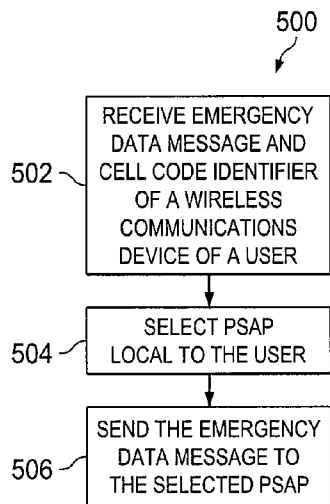 500
502
RECEIVE EMERGENCY
DATA MESSAGE AND
CELL CODE IDENTIFIER
OF A WIRELESS
COMMUNICATIONS
DEVICE OF A USER
504
SELECT PSAP
LOCAL TO THE USER
506
SEND THE EMERGENCY
DATA MESSAGE TO
THE SELECTED PSAP